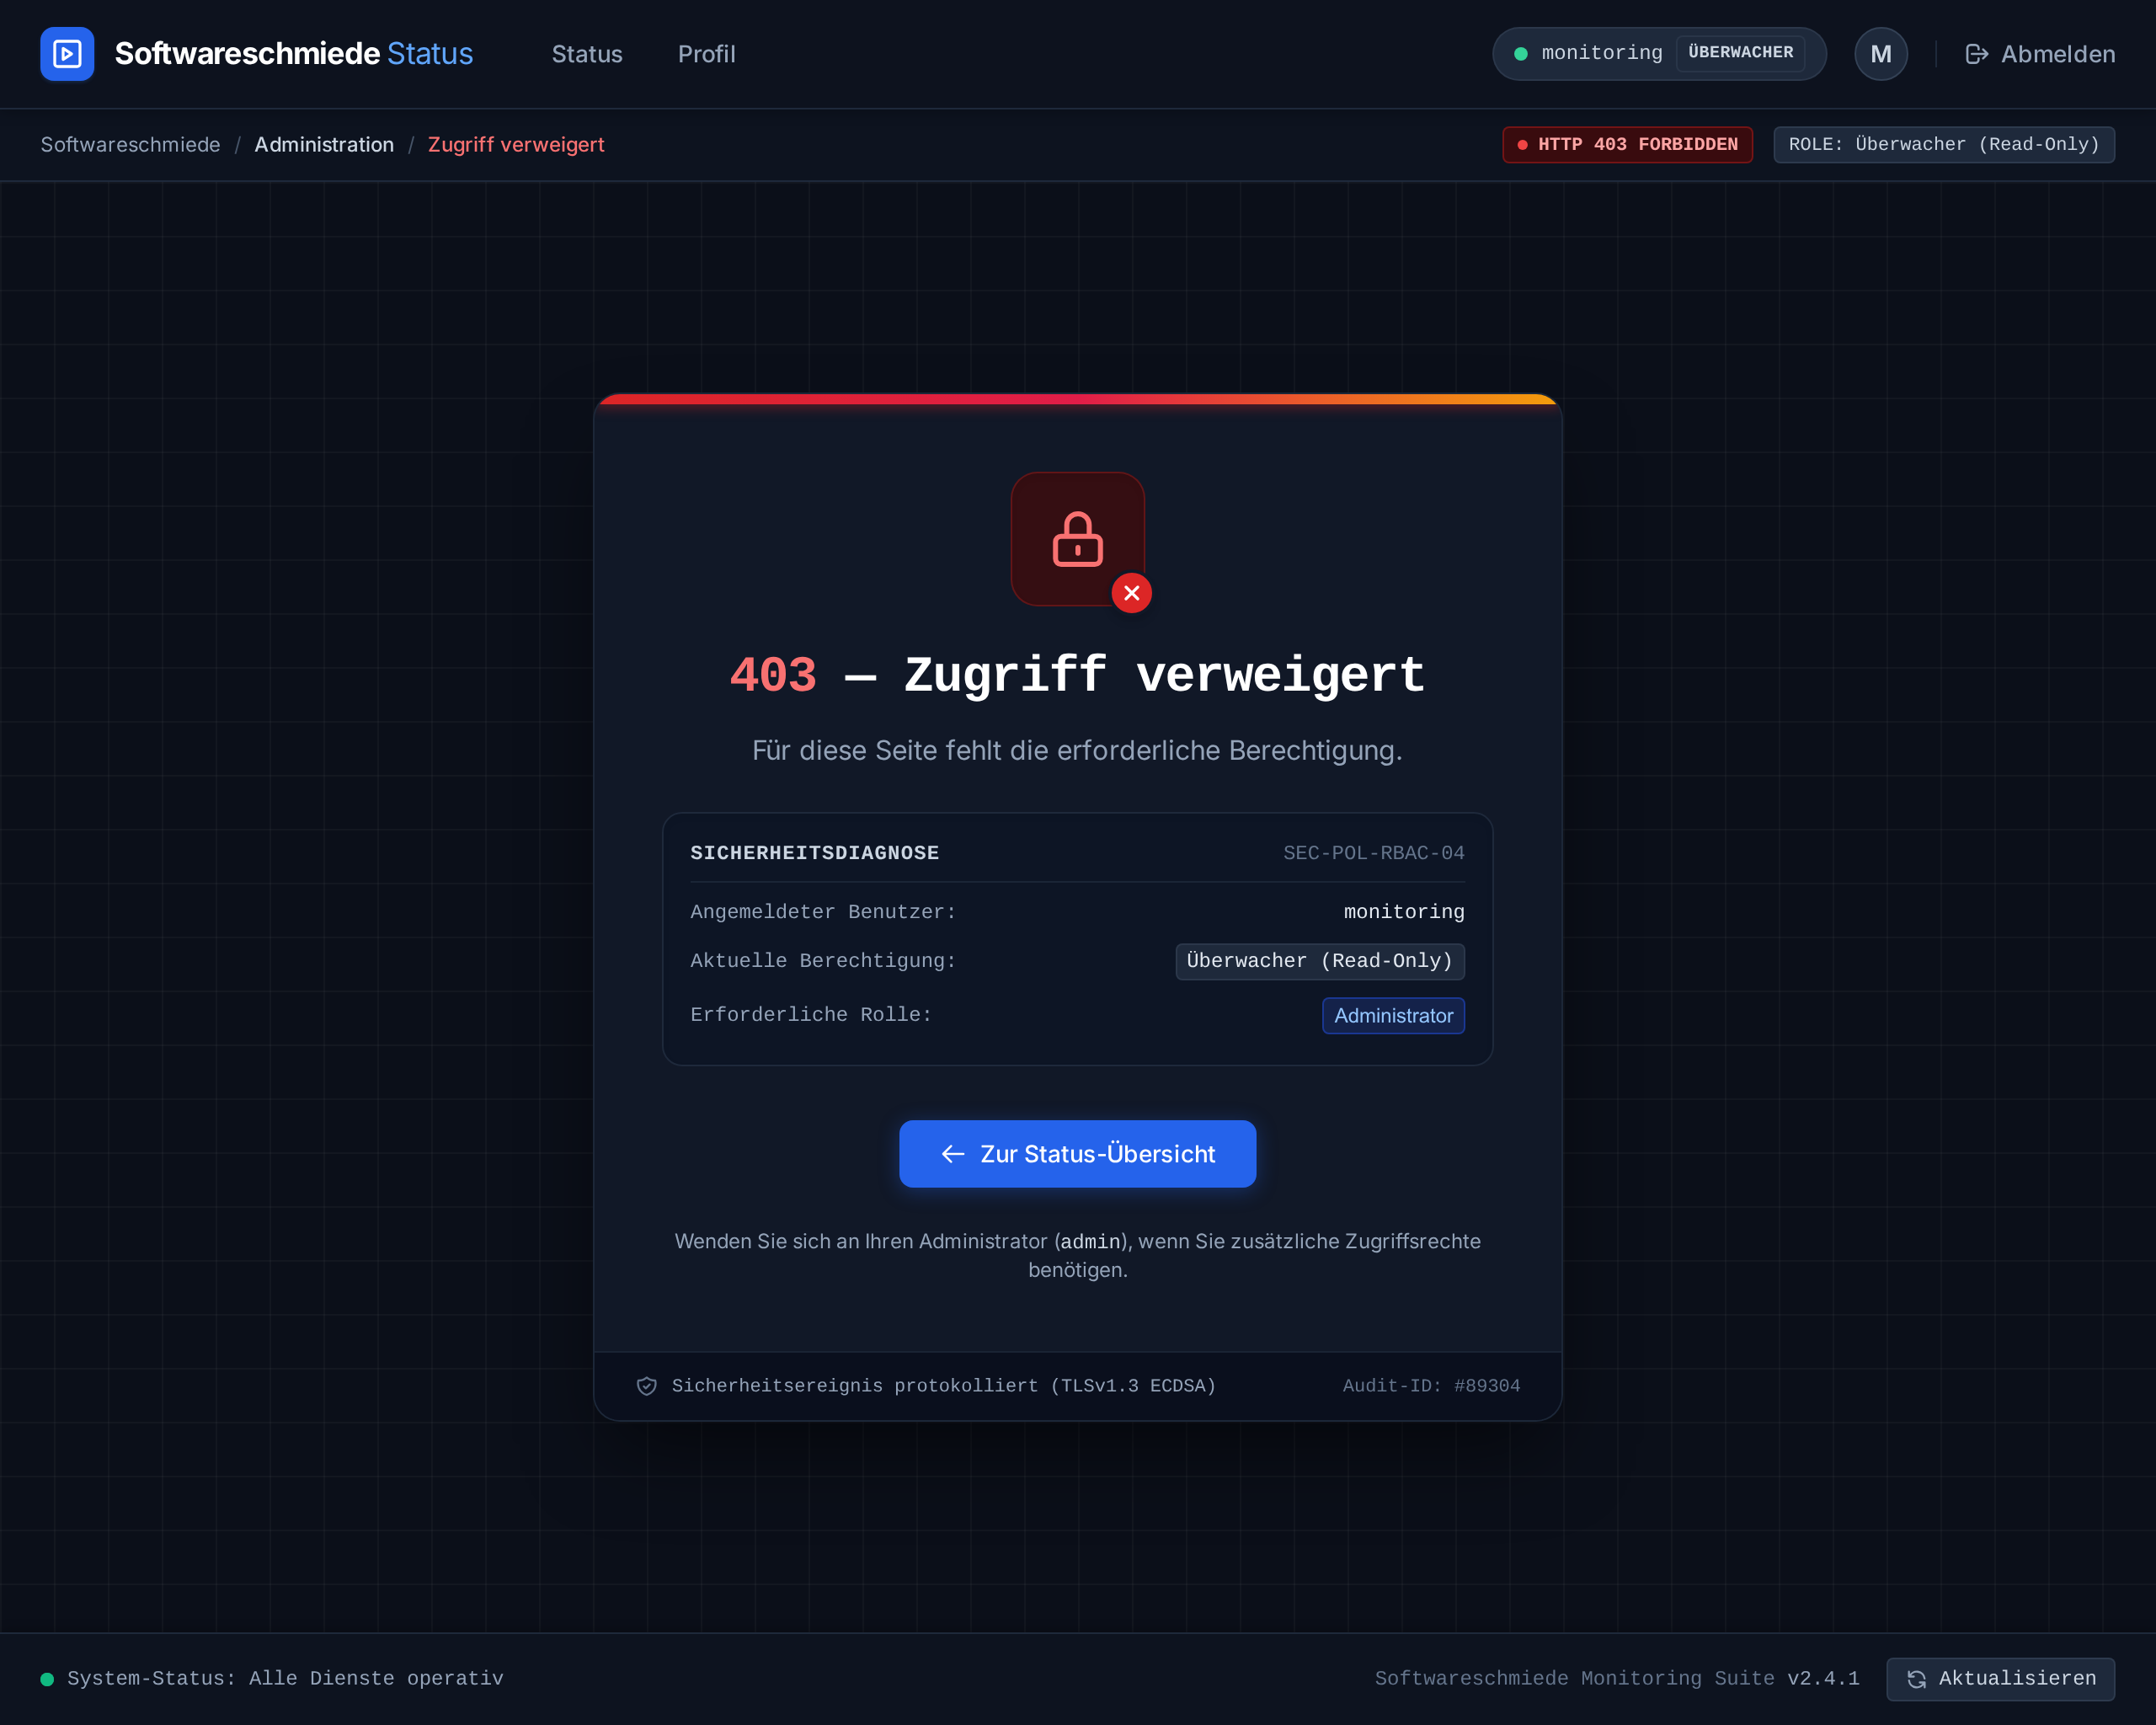 Softwareschmiede Status Status Profil monitoring ÜBERWACHER M Abmelden
Softwareschmiede / Administration / Zugriff verweigert HTTP 403 FORBIDDEN ROLE: Überwacher (Read-Only)
403 — Zugriff verweigert
Für diese Seite fehlt die erforderliche Berechtigung.
SICHERHEITSDIAGNOSE SEC-POL-RBAC-04
Angemeldeter Benutzer: monitoring
Aktuelle Berechtigung: Überwacher (Read-Only)
Erforderliche Rolle: Administrator
Zur Status-Übersicht
Wenden Sie sich an Ihren Administrator (admin), wenn Sie zusätzliche Zugriffsrechte
benötigen.
Sicherheitsereignis protokolliert (TLSv1.3 ECDSA) Audit-ID: #89304
System-Status: Alle Dienste operativ Softwareschmiede Monitoring Suite v2.4.1 Aktualisieren